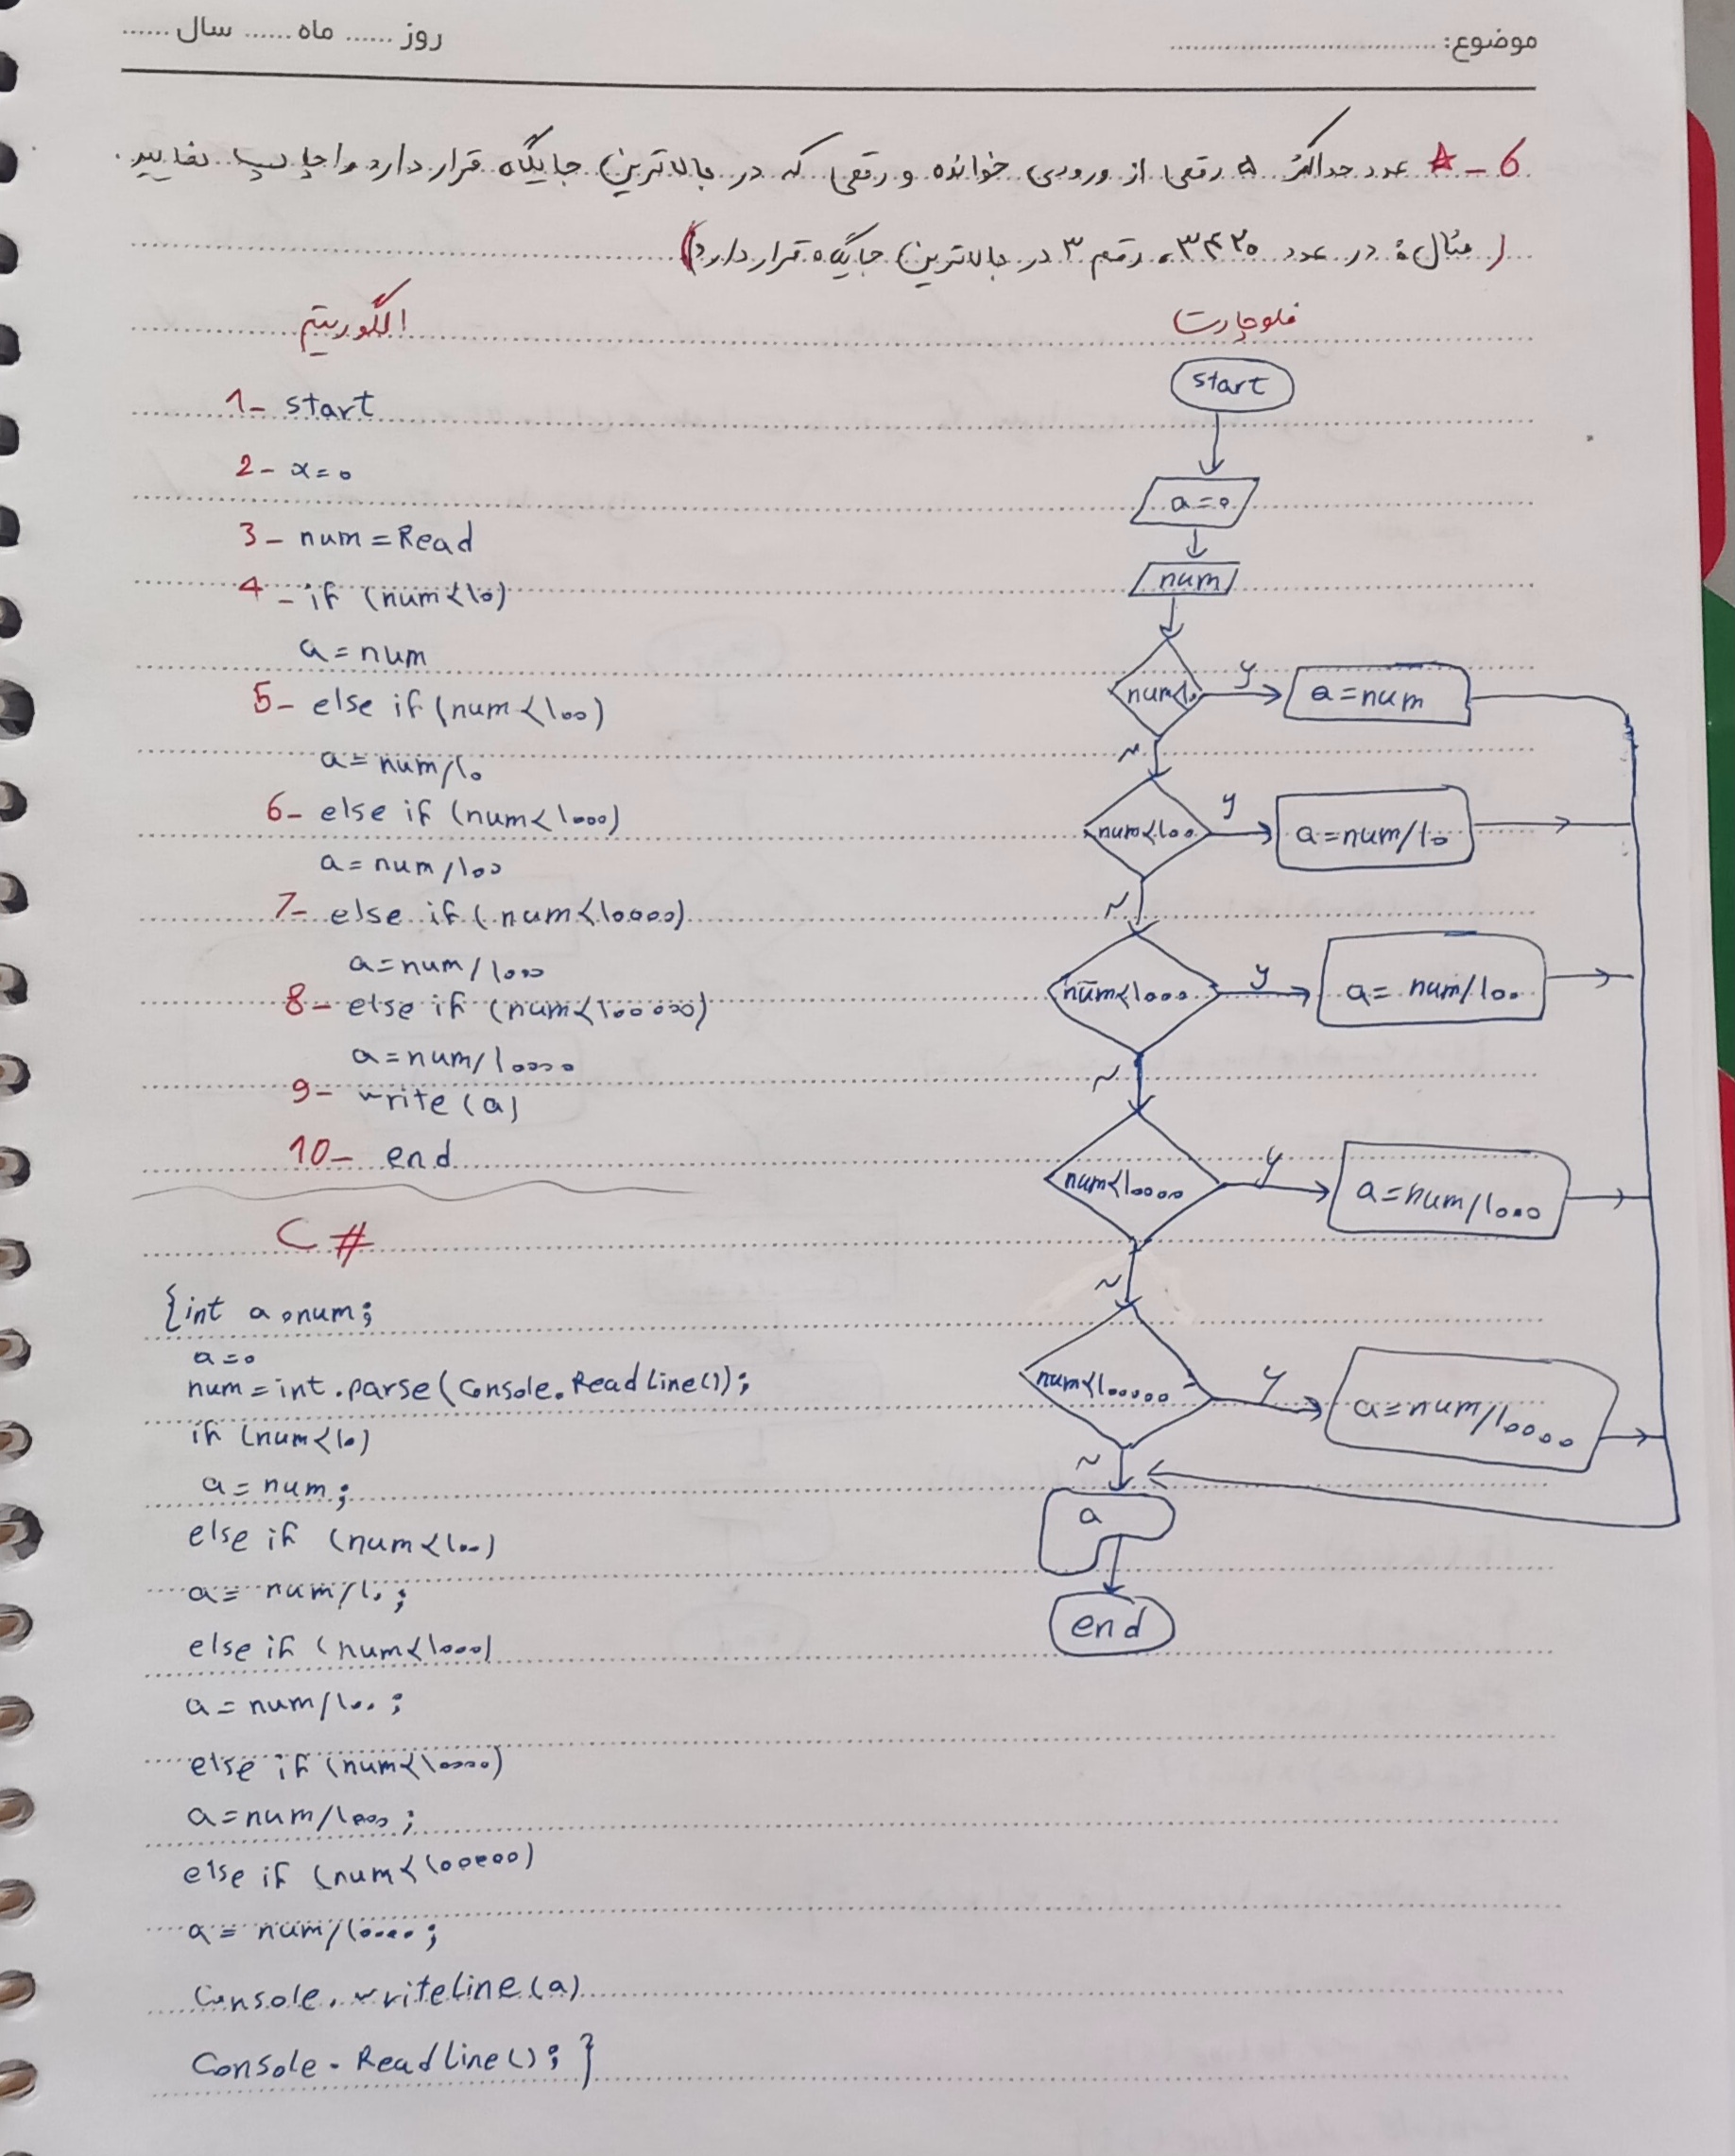 موضوع: روز ...... ماه ...... سال ......
6 - * عدد حداکثر ۵ رقمی از ورودی خوانده و رقمی که در بالاترین جایگاه قرار دارد را چاپ نمایید.
( مثال: در عدد ۳۴۲۰، رقم ۳ در بالاترین جایگاه قرار دارد)
الگوریتم
1- start
2- x=0
3- num=Read
4- if (num<10)
a=num
5- else if (num<100)
a=num/10
6- else if (num<1000)
a=num/100
7- else if (num<10000)
a=num/1000
8- else if (num<100000)
a=num/10000
9- write(a)
10- end
C#
{int a,num;
a=0
num=int.parse(Console.ReadLine());
if (num<10)
a=num;
else if (num<100)
a=num/10;
else if (num<1000)
a=num/100;
else if (num<10000)
a=num/1000;
else if (num<100000)
a=num/10000;
Console.writeline(a)
Console.ReadLine();}
فلوچارت
start
a=0
num
num<10
y
a=num
N
num<100
y
a=num/10
N
num<1000
y
a=num/100
N
num<10000
y
a=num/1000
N
num<100000
y
a=num/10000
N
a
end